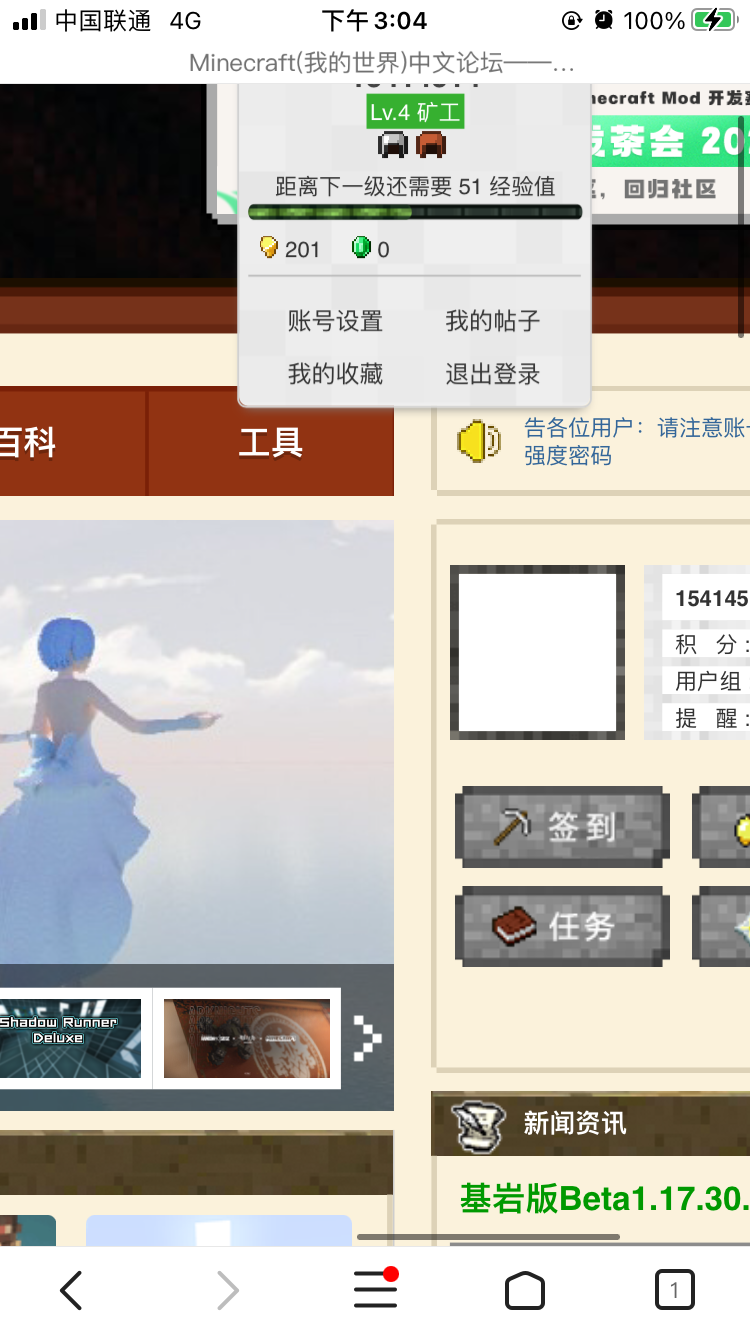 中国联通 4G 下午3:04 100%
Minecraft(我的世界)中文论坛——…
necraft Mod 开发
Lv.4 矿工
发茶会 20
距离下一级还需要 51 经验值
，回归社区
201 0
账号设置 我的帖子
我的收藏 退出登录
百科 工具
告各位用户：请注意账
强度密码
154145
积 分:
用户组
提 醒:
签到
任务
Shadow Runner
Deluxe
新闻资讯
基岩版Beta1.17.30.
1